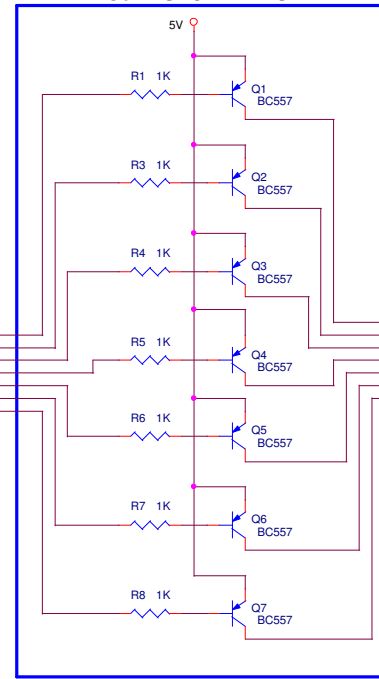 5V
R1 1K
Q1
BC557
R3 1K
Q2
BC557
R4 1K
Q3
BC557
R5 1K
Q4
BC557
R6 1K
Q5
BC557
R7 1K
Q6
BC557
R8 1K
Q7
BC557